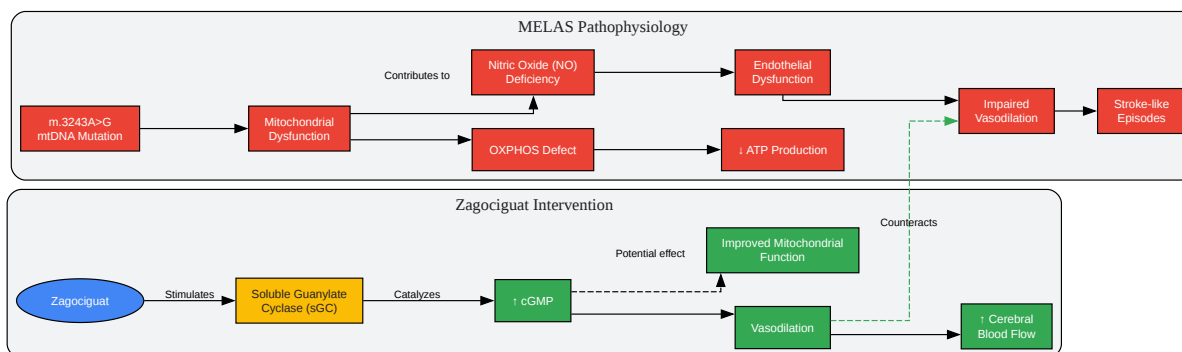 MELAS Pathophysiology
Contributes to
Nitric Oxide (NO)
Deficiency
Endothelial
Dysfunction
m.3243A>G
mtDNA Mutation
Mitochondrial
Dysfunction
OXPHOS Defect
↓ ATP Production
Impaired
Vasodilation
Stroke-like
Episodes
Zagociguat Intervention
Counteracts
Zagociguat
Stimulates
Soluble Guanylate
Cyclase (sGC)
Catalyzes
↑ cGMP
Potential effect
Improved Mitochondrial
Function
Vasodilation
↑ Cerebral
Blood Flow